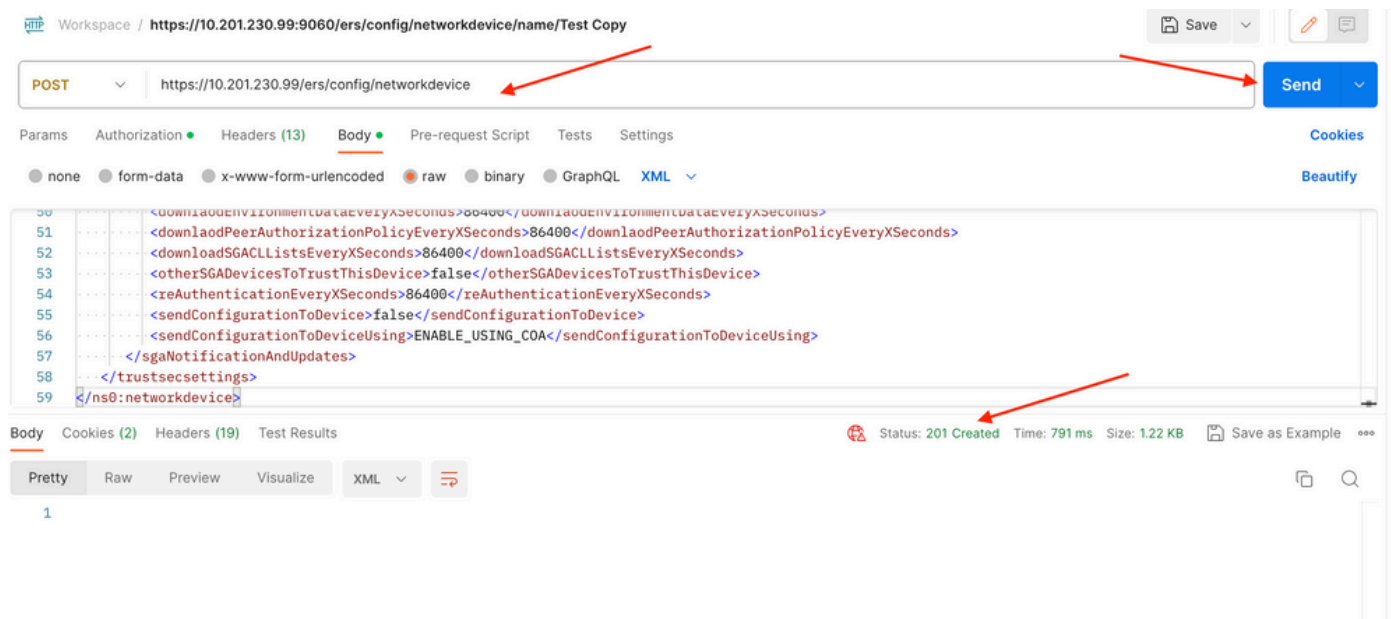 HTTP Workspace / https://10.201.230.99:9060/ers/config/networkdevice/name/Test Copy Save
POST https://10.201.230.99/ers/config/networkdevice Send
Params Authorization Headers (13) Body Pre-request Script Tests Settings Cookies
none form-data x-www-form-urlencoded raw binary GraphQL XML Beautify
50 <downlaodEnvironmentDataEveryXSeconds>86400</downlaodEnvironmentDataEveryXSeconds>
51 <downlaodPeerAuthorizationPolicyEveryXSeconds>86400</downlaodPeerAuthorizationPolicyEveryXSeconds>
52 <downloadSGACLListsEveryXSeconds>86400</downloadSGACLListsEveryXSeconds>
53 <otherSGADevicesToTrustThisDevice>false</otherSGADevicesToTrustThisDevice>
54 <reAuthenticationEveryXSeconds>86400</reAuthenticationEveryXSeconds>
55 <sendConfigurationToDevice>false</sendConfigurationToDevice>
56 <sendConfigurationToDeviceUsing>ENABLE_USING_COA</sendConfigurationToDeviceUsing>
57 </sgaNotificationAndUpdates>
58 </trustsecsettings>
59 </ns0:networkdevice>
Body Cookies (2) Headers (19) Test Results Status: 201 Created Time: 791 ms Size: 1.22 KB Save as Example
Pretty Raw Preview Visualize XML
1